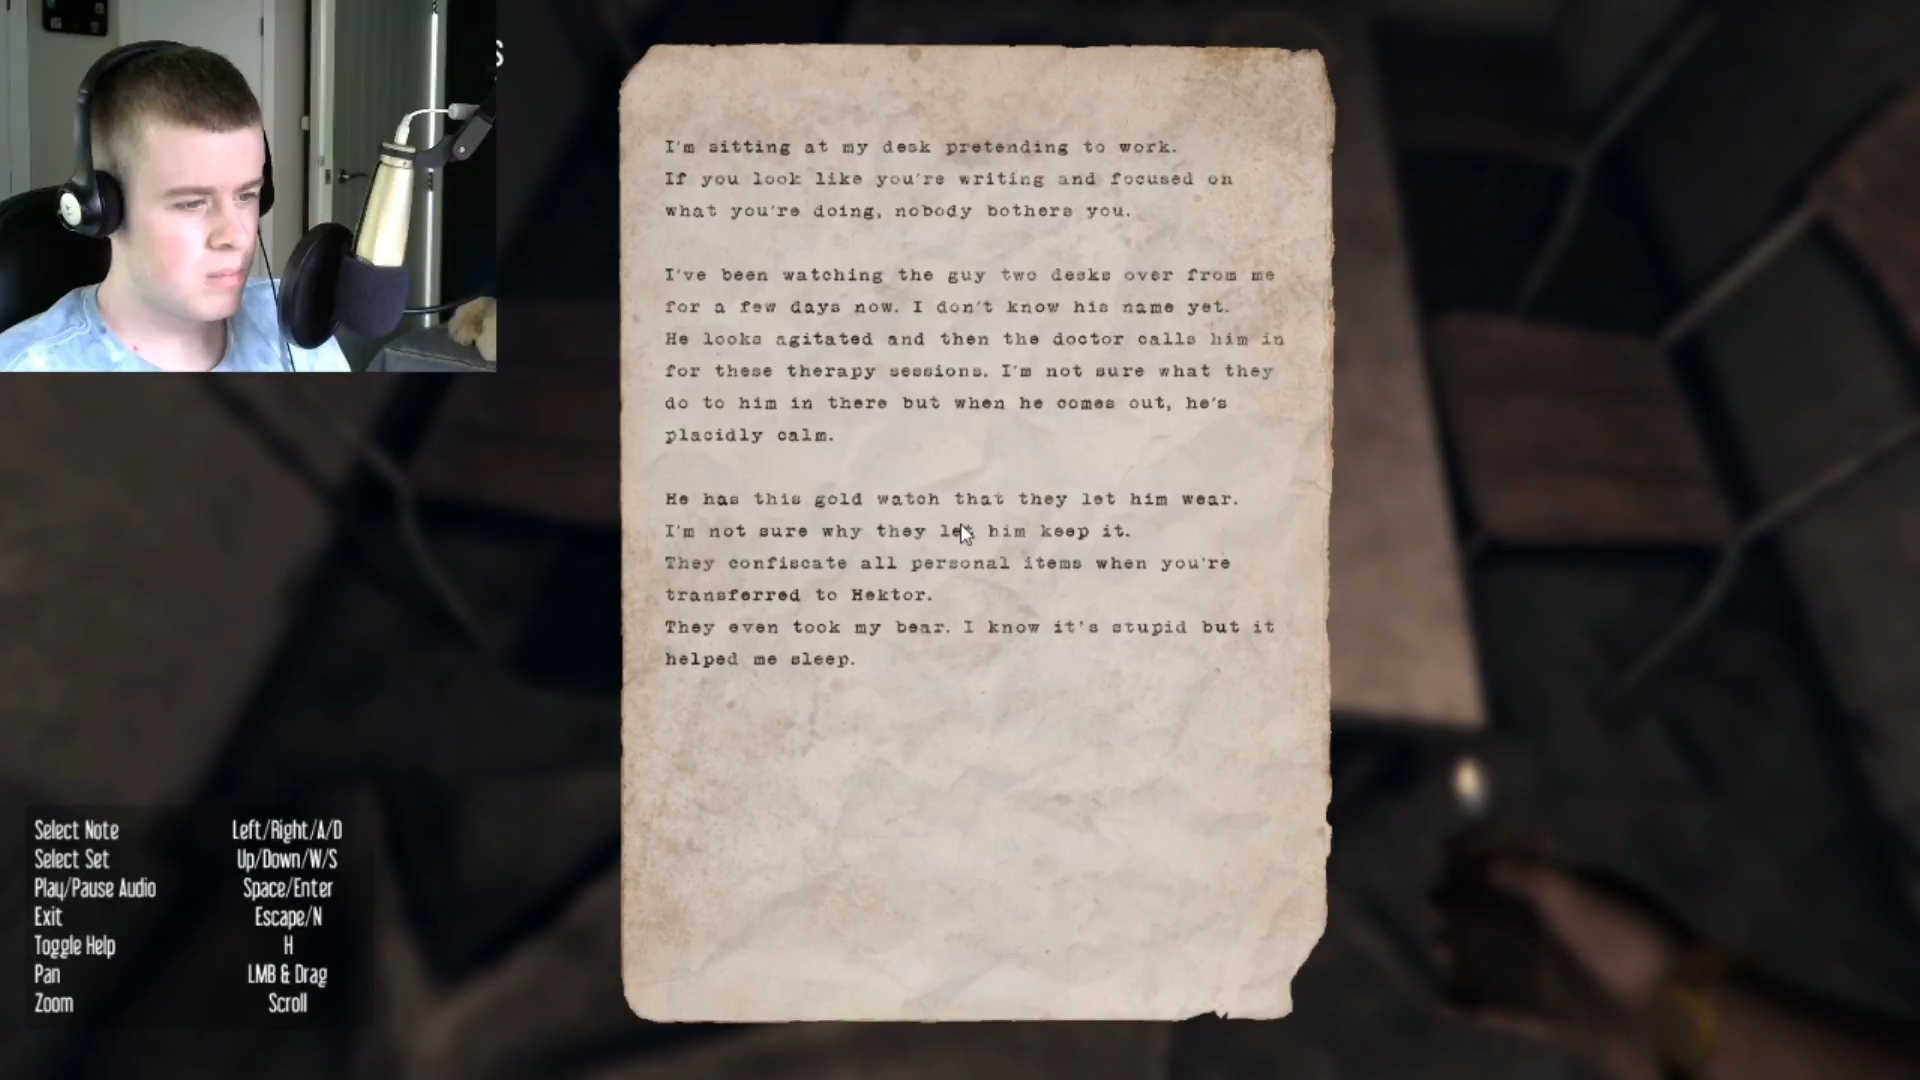 S
I'm sitting at my desk pretending to work.
If you look like you're writing and focused on
what you're doing, nobody bothers you.
I've been watching the guy two desks over from me
for a few days now. I don't know his name yet.
He looks agitated and then the doctor calls him in
for these therapy sessions. I'm not sure what they
do to him in there but when he comes out, he's
placidly calm.
He has this gold watch that they let him wear.
I'm not sure why they let him keep it.
They confiscate all personal items when you're
transferred to Hektor.
They even took my bear. I know it's stupid but it
helped me sleep.
Select Note Left/Right/A/D
Select Set Up/Down/W/S
Play/Pause Audio Space/Enter
Exit Escape/N
Toggle Help H
Pan LMB & Drag
Zoom Scroll